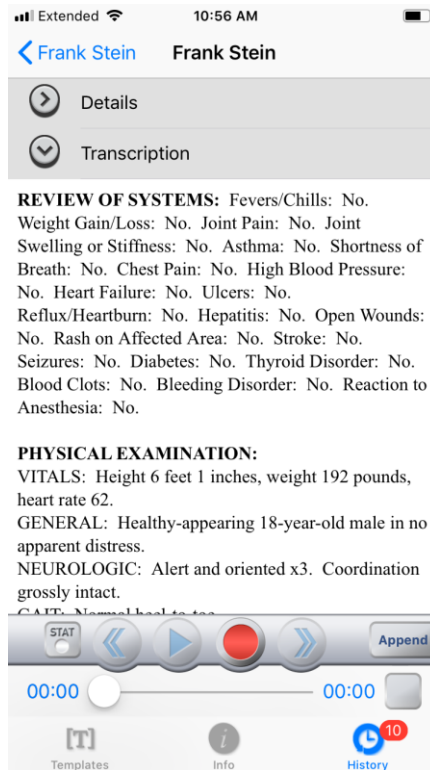 Extended 10:56 AM
Frank Stein Frank Stein
Details
Transcription
REVIEW OF SYSTEMS: Fevers/Chills: No.
Weight Gain/Loss: No. Joint Pain: No. Joint
Swelling or Stiffness: No. Asthma: No. Shortness of
Breath: No. Chest Pain: No. High Blood Pressure:
No. Heart Failure: No. Ulcers: No.
Reflux/Heartburn: No. Hepatitis: No. Open Wounds:
No. Rash on Affected Area: No. Stroke: No.
Seizures: No. Diabetes: No. Thyroid Disorder: No.
Blood Clots: No. Bleeding Disorder: No. Reaction to
Anesthesia: No.
PHYSICAL EXAMINATION:
VITALS: Height 6 feet 1 inches, weight 192 pounds,
heart rate 62.
GENERAL: Healthy-appearing 18-year-old male in no
apparent distress.
NEUROLOGIC: Alert and oriented x3. Coordination
grossly intact.
GAIT: Normal heel-to-toe
STAT Append
00:00 00:00
[T] i 10
Templates Info History